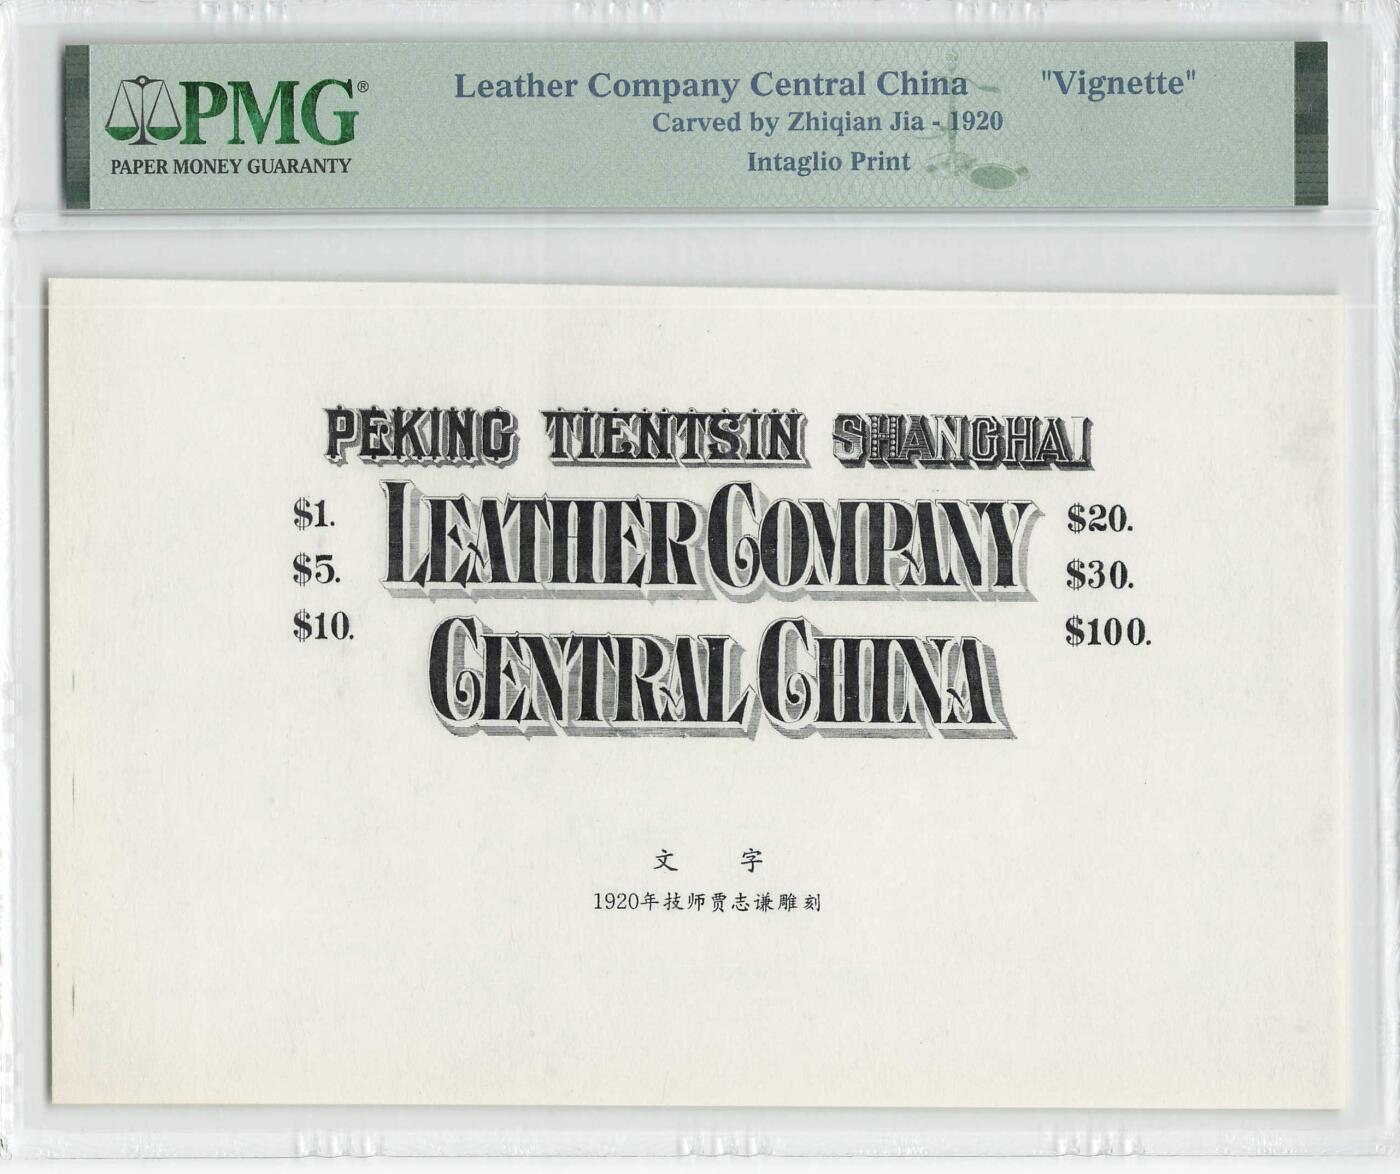 PMG®
PAPER MONEY GUARANTY
Leather Company Central China "Vignette"
Carved by Zhiqian Jia - 1920
Intaglio Print
PEKING TIENTSIN SHANGHAI
LEATHER COMPANY
CENTRAL CHINA
$1.
$5.
$10.
$20.
$30.
$100.
文 字
1920年技师贾志谦雕刻